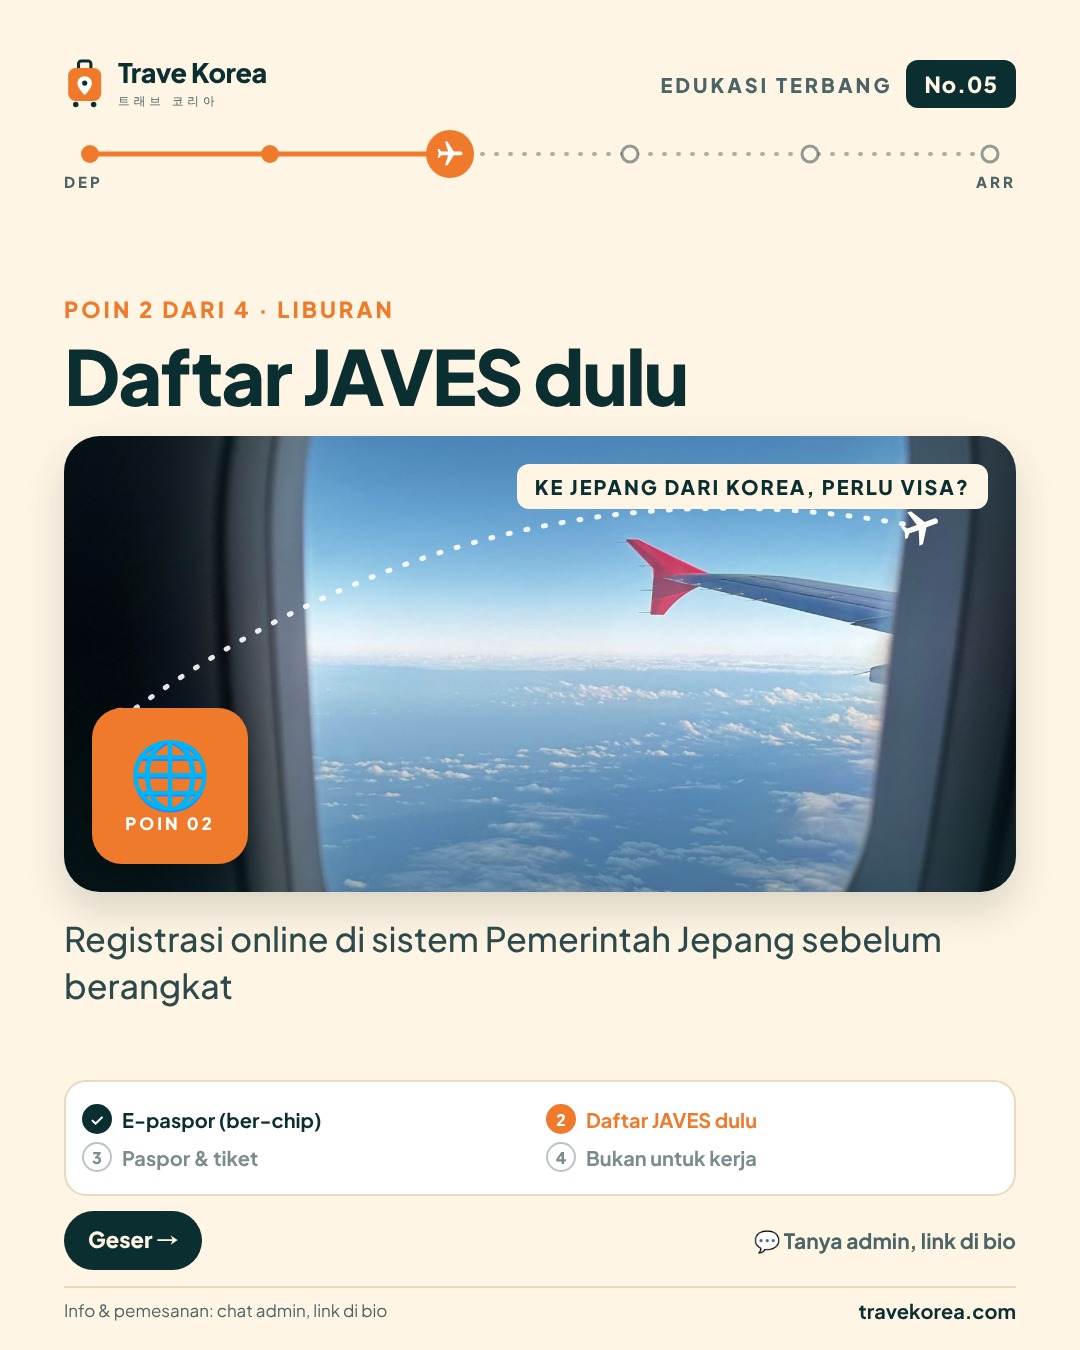 Trave Korea
트래브 코리아
EDUKASI TERBANG
No.05
DEP
ARR
POIN 2 DARI 4 · LIBURAN
Daftar JAVES dulu
KE JEPANG DARI KOREA, PERLU VISA?
POIN 02
Registrasi online di sistem Pemerintah Jepang sebelum
berangkat
E-paspor (ber-chip)
2 Daftar JAVES dulu
3 Paspor & tiket
4 Bukan untuk kerja
Geser →
💬 Tanya admin, link di bio
Info & pemesanan: chat admin, link di bio
travekorea.com